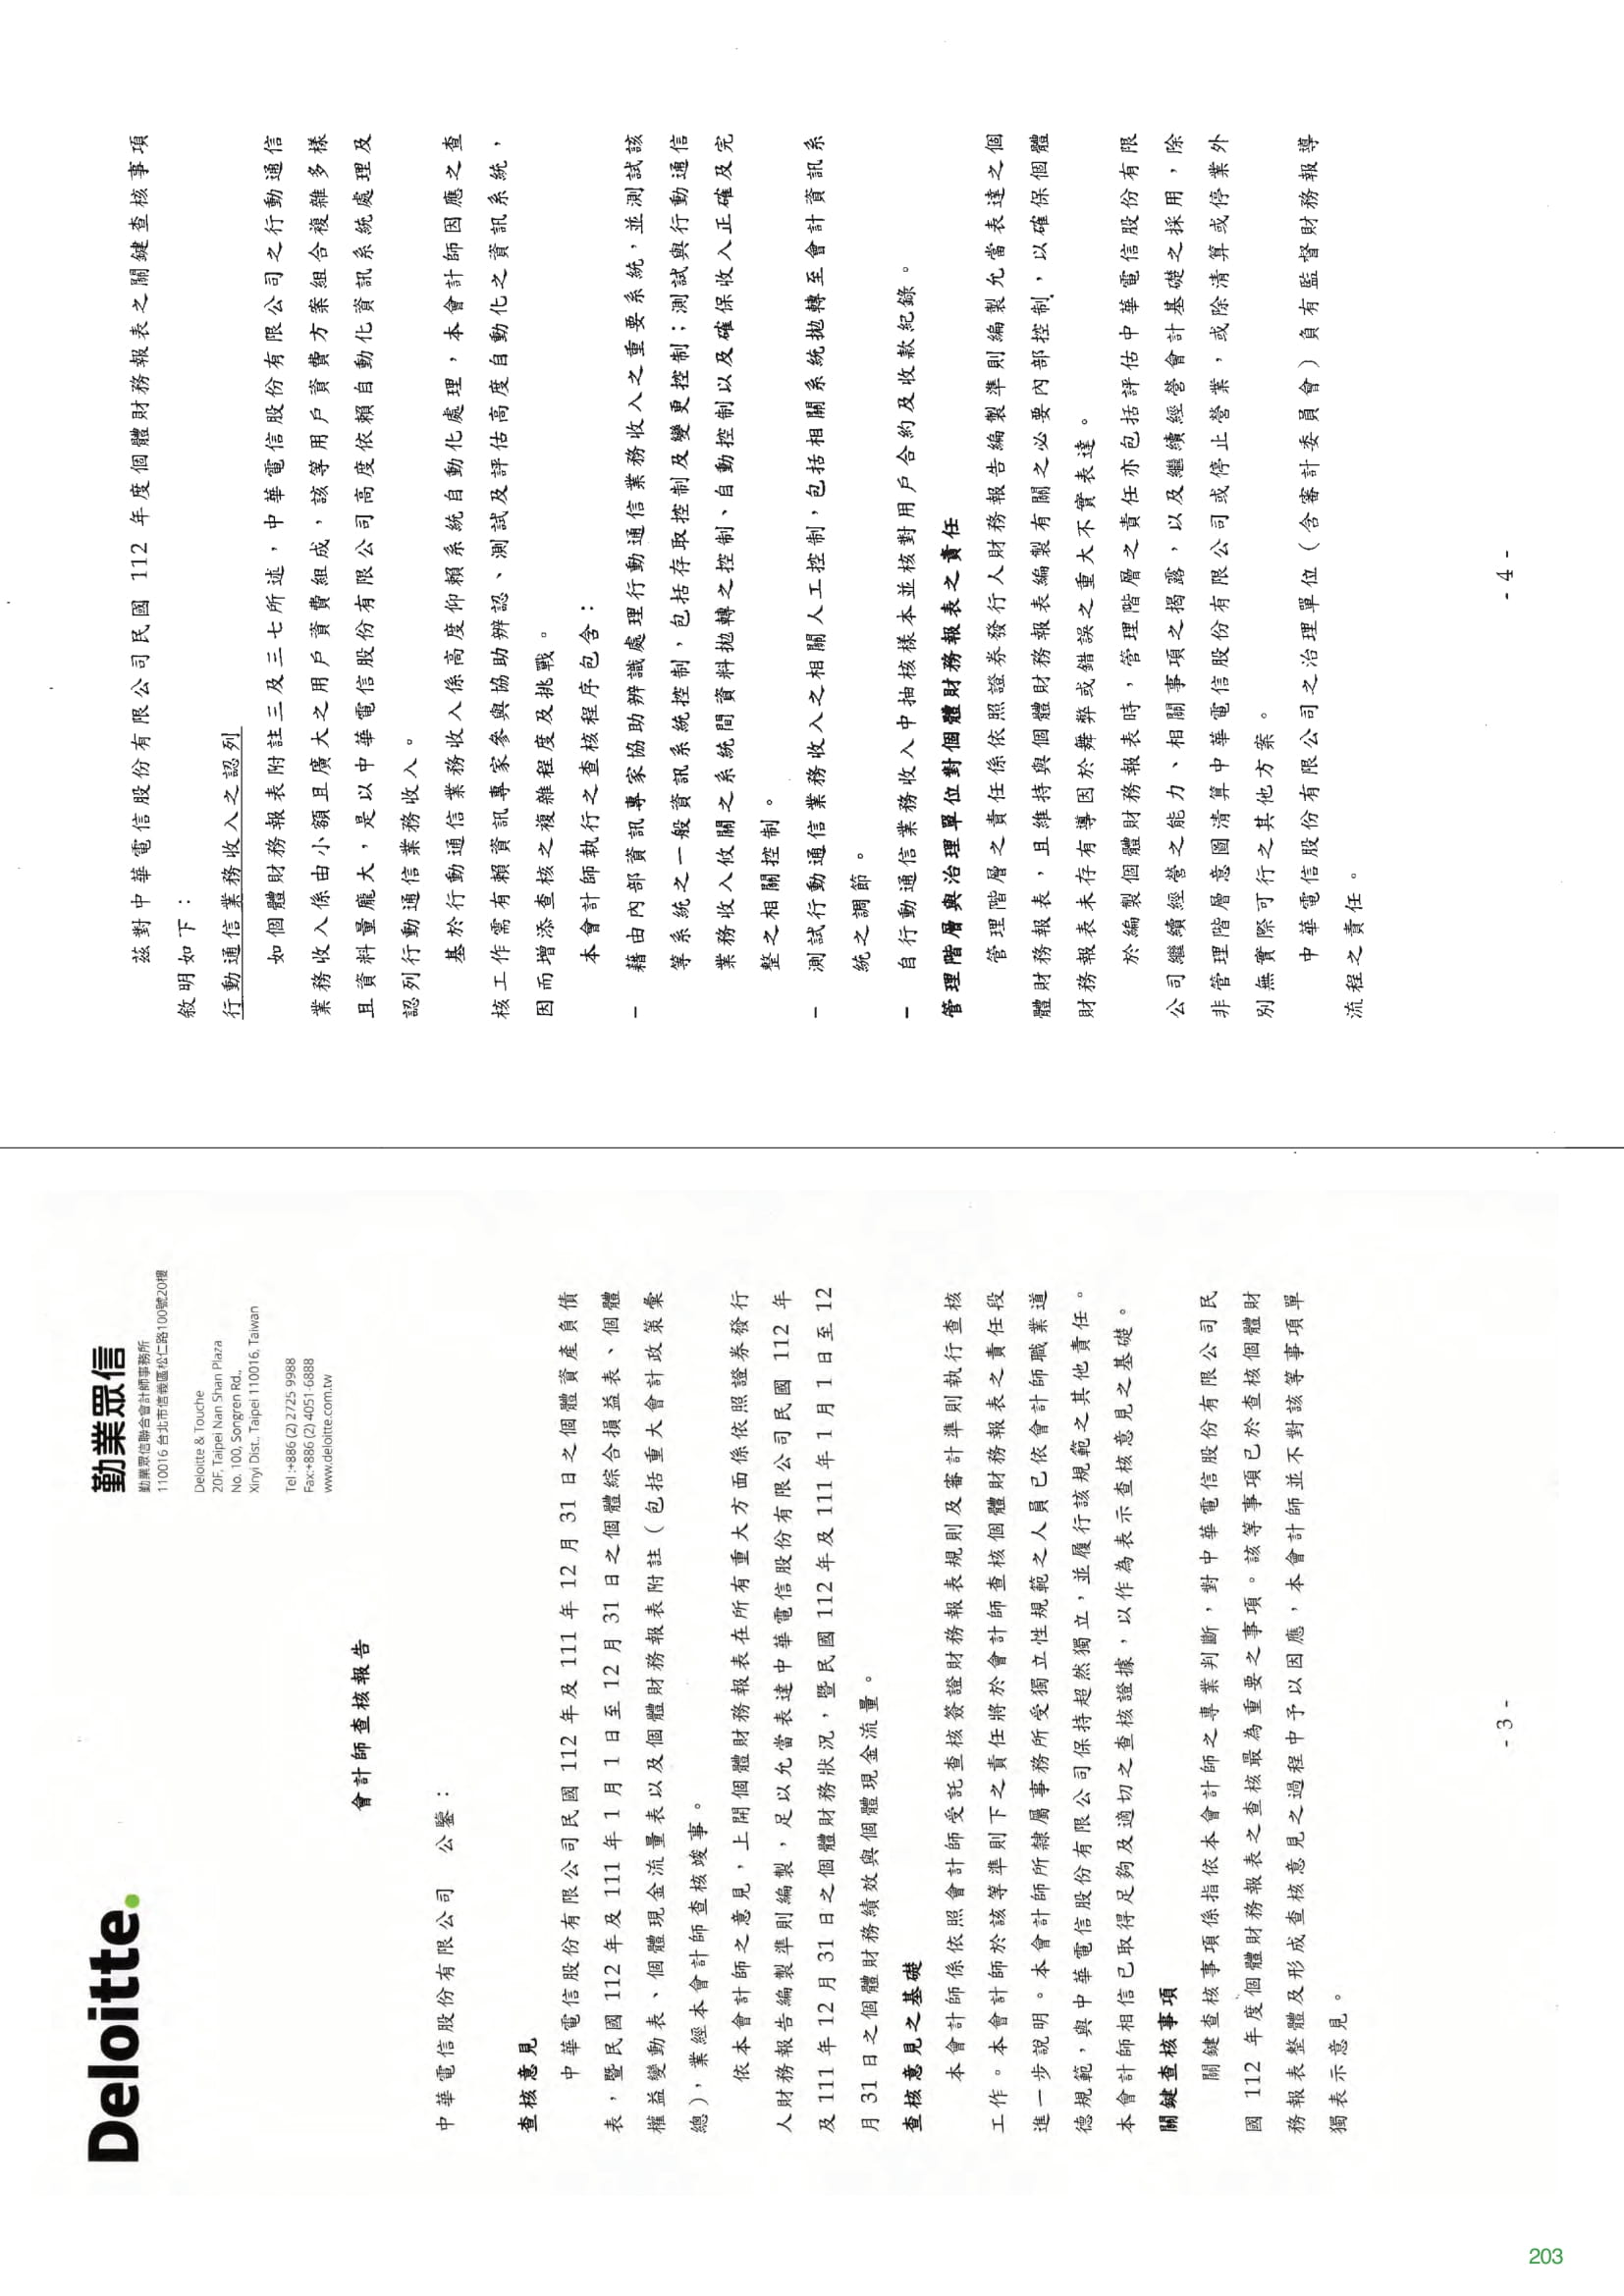 Deloitte.
勤業眾信
勤業眾信聯合會計師事務所
110016 台北市信義區松仁路100號20樓
Deloitte & Touche
20F, Taipei Nan Shan Plaza
No. 100, Songren Rd.,
Xinyi Dist., Taipei 110016, Taiwan
Tel :+886 (2) 2725 9988
Fax:+886 (2) 4051-6888
www.deloitte.com.tw
會計師查核報告
中華電信股份有限公司 公鑒：
查核意見
中華電信股份有限公司民國 112 年及 111 年 12 月 31 日之個體資產負債
表，暨民國 112 年及 111 年 1 月 1 日至 12 月 31 日之個體綜合損益表、個體
權益變動表、個體現金流量表以及個體財務報表附註（包括重大會計政策彙
總），業經本會計師查核竣事。
依本會計師之意見，上開個體財務報表在所有重大方面係依照證券發行
人財務報告編製準則編製，足以允當表達中華電信股份有限公司民國 112 年
及 111 年 12 月 31 日之個體財務狀況，暨民國 112 年及 111 年 1 月 1 日至 12
月 31 日之個體財務績效與個體現金流量。
查核意見之基礎
本會計師係依照會計師受託查核簽證財務報表規則及審計準則執行查核
工作。本會計師於該等準則下之責任將於會計師查核個體財務報表之責任段
進一步說明。本會計師所隸屬事務所受獨立性規範之人員已依會計師職業道
德規範，與中華電信股份有限公司保持超然獨立，並履行該規範之其他責任。
本會計師相信已取得足夠及適切之查核證據，以作為表示查核意見之基礎。
關鍵查核事項
關鍵查核事項係指依本會計師之專業判斷，對中華電信股份有限公司民
國 112 年度個體財務報表之查核最為重要之事項。該等事項已於查核個體財
務報表整體及形成查核意見之過程中予以因應，本會計師並不對該等事項單
獨表示意見。
- 3 -
茲對中華電信股份有限公司民國 112 年度個體財務報表之關鍵查核事項
敘明如下：
行動通信業務收入之認列
如個體財務報表附註三及三七所述，中華電信股份有限公司之行動通信
業務收入係由小額且廣大之用戶資費組成，該等用戶資費方案組合複雜多樣
且資料量龐大，是以中華電信股份有限公司高度依賴自動化資訊系統處理及
認列行動通信業務收入。
基於行動通信業務收入係高度仰賴系統自動化處理，本會計師因應之查
核工作需有賴資訊專家參與協助辨認、測試及評估高度自動化之資訊系統，
因而增添查核之複雜程度及挑戰。
本會計師執行之查核程序包含：
– 藉由內部資訊專家協助辨識處理行動通信業務收入之重要系統，並測試該
等系統之一般資訊系統控制，包括存取控制及變更控制；測試與行動通信
業務收入攸關之系統間資料拋轉之控制、自動控制以及確保收入正確及完
整之相關控制。
– 測試行動通信業務收入之相關人工控制，包括相關系統拋轉至會計資訊系
統之調節。
– 自行動通信業務收入中抽核樣本並核對用戶合約及收款紀錄。
管理階層與治理單位對個體財務報表之責任
管理階層之責任係依照證券發行人財務報告編製準則編製允當表達之個
體財務報表，且維持與個體財務報表編製有關之必要內部控制，以確保個體
財務報表未存有導因於舞弊或錯誤之重大不實表達。
於編製個體財務報表時，管理階層之責任亦包括評估中華電信股份有限
公司繼續經營之能力、相關事項之揭露，以及繼續經營會計基礎之採用，除
非管理階層意圖清算中華電信股份有限公司或停止營業，或除清算或停業外
別無實際可行之其他方案。
中華電信股份有限公司之治理單位（含審計委員會）負有監督財務報導
流程之責任。
- 4 -
203